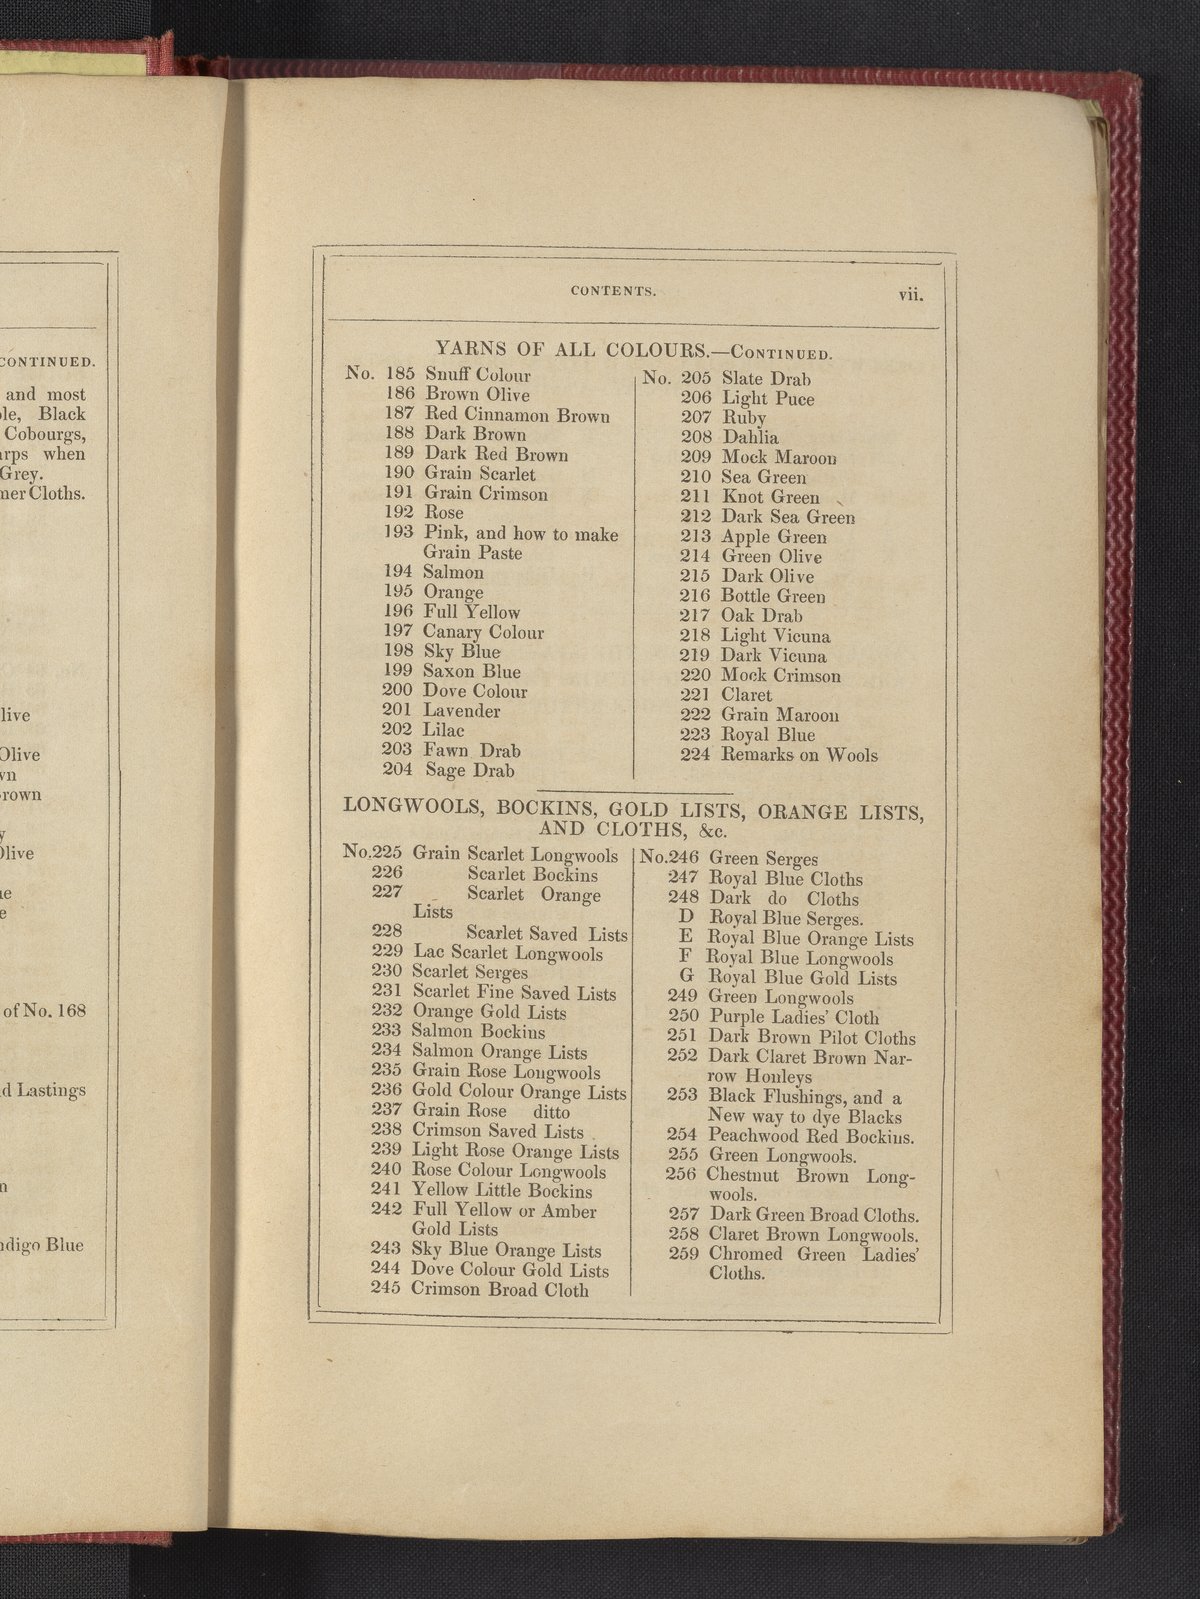 CONTINUED.
and most
Black
Cobourgs,
when
Grey.
Cloths.
Olive
of No. 168
Lastings
Blue
CONTENTS.
vii.
YARNS OF ALL COLOURS.—CONTINUED.
No. 185 Snuff Colour
186 Brown Olive
187 Red Cinnamon Brown
188 Dark Brown
189 Dark Red Brown
190 Grain Scarlet
191 Grain Crimson
192 Rose
193 Pink, and how to make
Grain Paste
194 Salmon
195 Orange
196 Full Yellow
197 Canary Colour
198 Sky Blue
199 Saxon Blue
200 Dove Colour
201 Lavender
202 Lilac
203 Fawn Drab
204 Sage Drab
No. 205 Slate Drab
206 Light Puce
207 Ruby
208 Dahlia
209 Mock Maroon
210 Sea Green
211 Knot Green
212 Dark Sea Green
213 Apple Green
214 Green Olive
215 Dark Olive
216 Bottle Green
217 Oak Drab
218 Light Vicuna
219 Dark Vicuna
220 Mock Crimson
221 Claret
222 Grain Maroon
223 Royal Blue
224 Remarks on Wools
LONGWOOLS, BOCKINS, GOLD LISTS, ORANGE LISTS,
AND CLOTHS, &c.
No.225 Grain Scarlet Longwools
226 Scarlet Bockins
227 Scarlet Orange
Lists
228 Scarlet Saved Lists
229 Lac Scarlet Longwools
230 Scarlet Serges
231 Scarlet Fine Saved Lists
232 Orange Gold Lists
233 Salmon Bockins
234 Salmon Orange Lists
235 Grain Rose Longwools
236 Gold Colour Orange Lists
237 Grain Rose ditto
238 Crimson Saved Lists
239 Light Rose Orange Lists
240 Rose Colour Longwools
241 Yellow Little Bockins
242 Full Yellow or Amber
Gold Lists
243 Sky Blue Orange Lists
244 Dove Colour Gold Lists
245 Crimson Broad Cloth
No.246 Green Serges
247 Royal Blue Cloths
248 Dark do Cloths
D Royal Blue Serges.
E Royal Blue Orange Lists
F Royal Blue Longwools
G Royal Blue Gold Lists
249 Green Longwools
250 Purple Ladies' Cloth
251 Dark Brown Pilot Cloths
252 Dark Claret Brown Nar-
row Honleys
253 Black Flushings, and a
New way to dye Blacks
254 Peachwood Red Bockins.
255 Green Longwools.
256 Chestnut Brown Long-
wools.
257 Dark Green Broad Cloths.
258 Claret Brown Longwools.
259 Chromed Green Ladies'
Cloths.